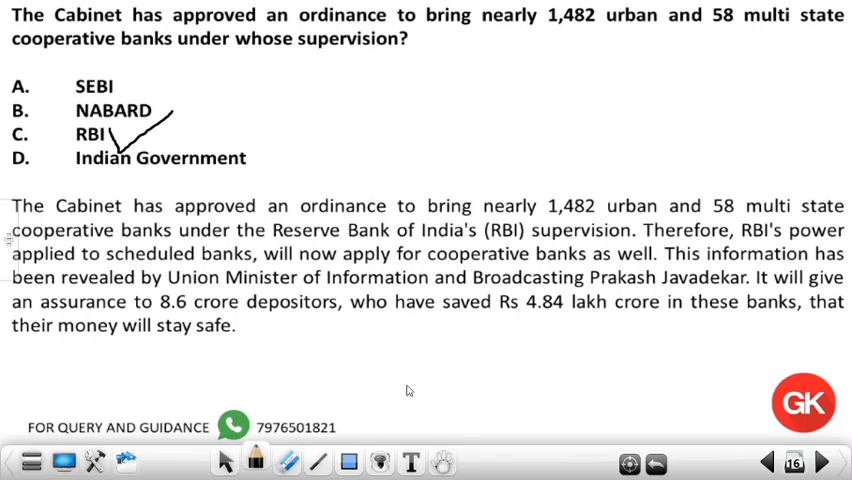 The Cabinet has approved an ordinance to bring nearly 1,482 urban and 58 multi state
cooperative banks under whose supervision?
A. SEBI
B. NABARD
C. RBI
D. Indian Government
The Cabinet has approved an ordinance to bring nearly 1,482 urban and 58 multi state
cooperative banks under the Reserve Bank of India's (RBI) supervision. Therefore, RBI's power
applied to scheduled banks, will now apply for cooperative banks as well. This information has
been revealed by Union Minister of Information and Broadcasting Prakash Javadekar. It will give
an assurance to 8.6 crore depositors, who have saved Rs 4.84 lakh crore in these banks, that
their money will stay safe.
GK
FOR QUERY AND GUIDANCE 7976501821
T 16